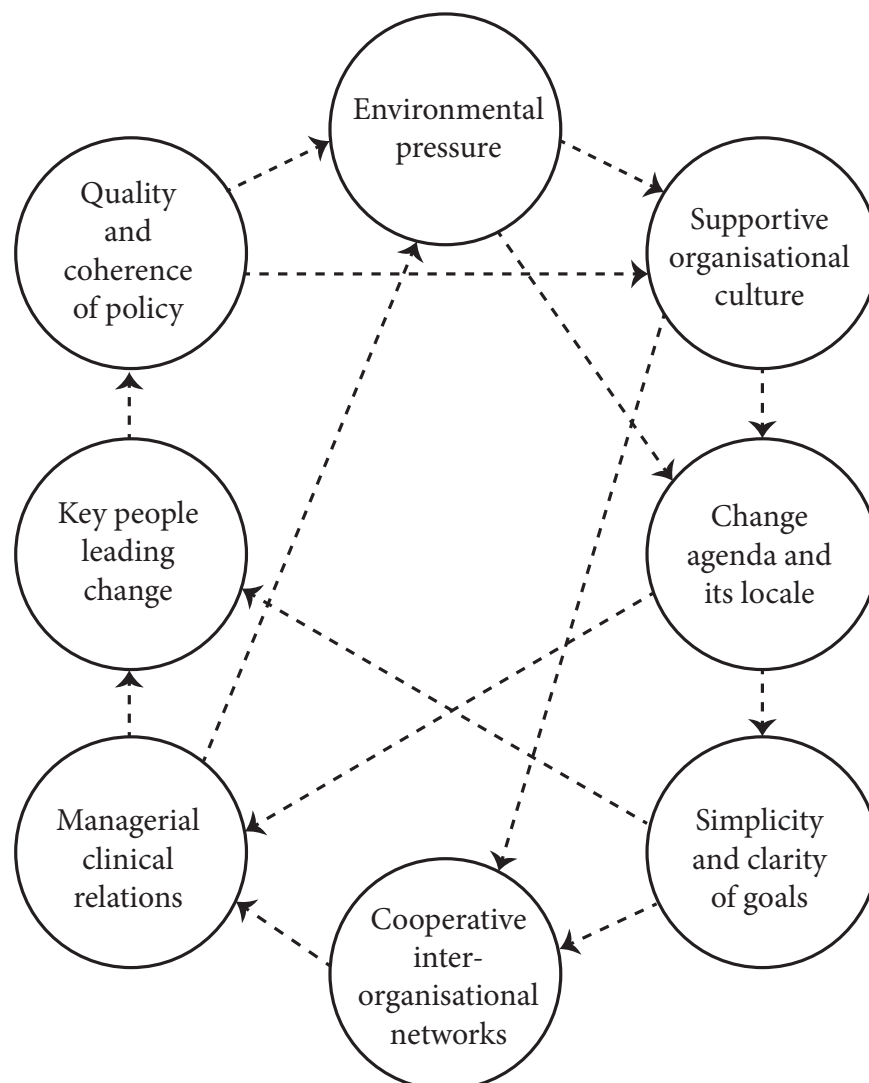 Environmental
pressure
Quality
and
coherence
of policy
Supportive
organisational
culture
Key people
leading
change
Change
agenda and
its locale
Managerial
clinical
relations
Simplicity
and clarity
of goals
Cooperative
inter-
organisational
networks